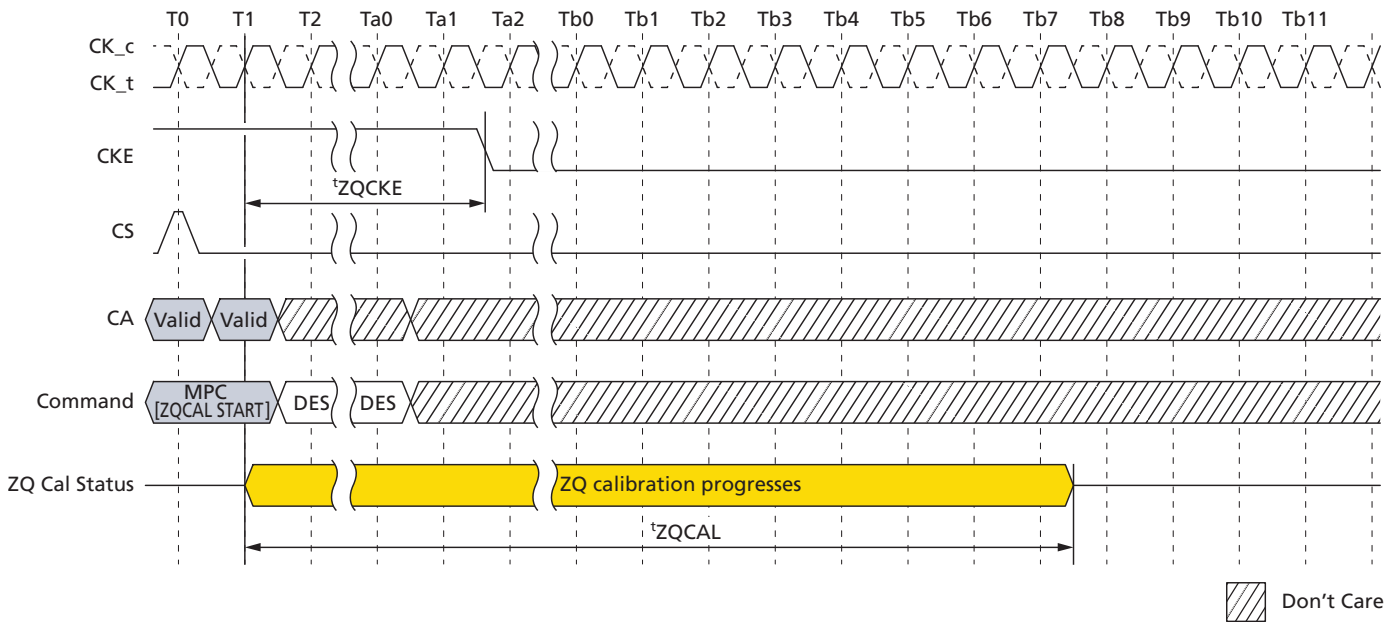 T0 T1 T2 Ta0 Ta1 Ta2 Tb0 Tb1 Tb2 Tb3 Tb4 Tb5 Tb6 Tb7 Tb8 Tb9 Tb10 Tb11
CK_c
CK_t
CKE
tZQCKE
CS
CA Valid Valid
Command MPC [ZQCAL START] DES DES
ZQ Cal Status ZQ calibration progresses
tZQCAL
Don't Care